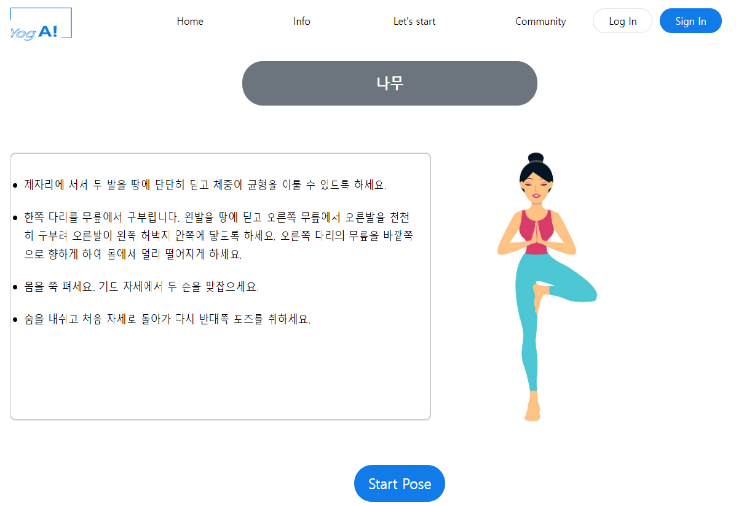 Yog A!
Home
Info
Let's start
Community
Log In
Sign In
나무
제자리에 서서 두 발을 땅에 단단히 딛고 체중이 균형을 이룰 수 있도록 하세요.
한쪽 다리를 무릎에서 구부립니다. 왼발을 땅에 딛고 오른쪽 무릎에서 오른발을 천천
히 구부려 오른발이 왼쪽 허벅지 안쪽에 닿도록 하세요. 오른쪽 다리의 무릎을 바깥쪽
으로 향하게 하여 몸에서 멀리 떨어지게 하세요.
몸을 쭉 펴세요. 기도 자세에서 두 손을 맞잡으세요.
숨을 내쉬고 처음 자세로 돌아가 다시 반대쪽 포즈를 취하세요.
Start Pose